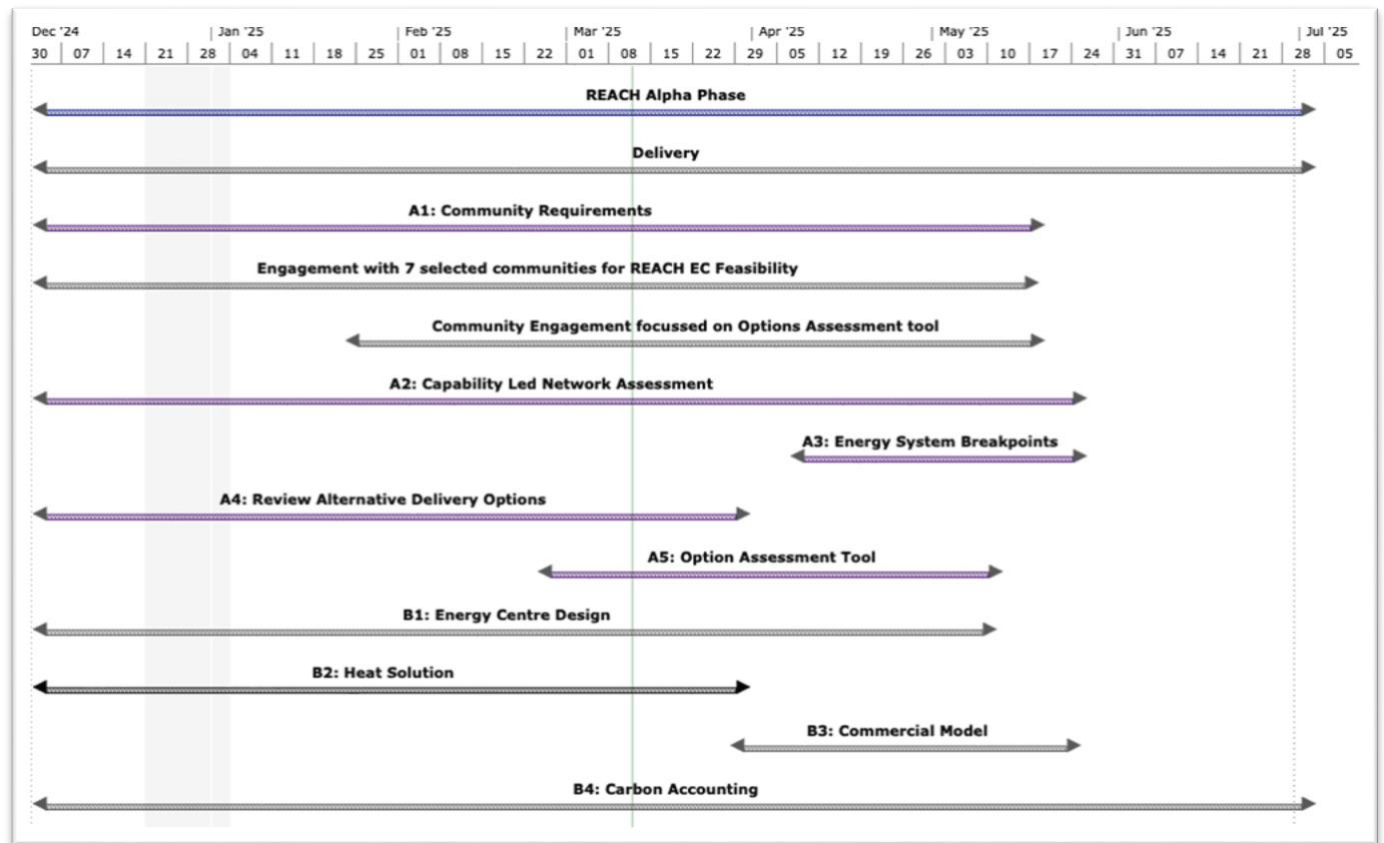 Dec '24 Jan '25 Feb '25 Mar '25 Apr '25 May '25 Jun '25 Jul '25
30 07 14 21 28 04 11 18 25 01 08 15 22 01 08 15 22 29 05 12 19 26 03 10 17 24 31 07 14 21 28 05
REACH Alpha Phase
Delivery
A1: Community Requirements
Engagement with 7 selected communities for REACH EC Feasibility
Community Engagement focussed on Options Assessment tool
A2: Capability Led Network Assessment
A3: Energy System Breakpoints
A4: Review Alternative Delivery Options
A5: Option Assessment Tool
B1: Energy Centre Design
B2: Heat Solution
B3: Commercial Model
B4: Carbon Accounting